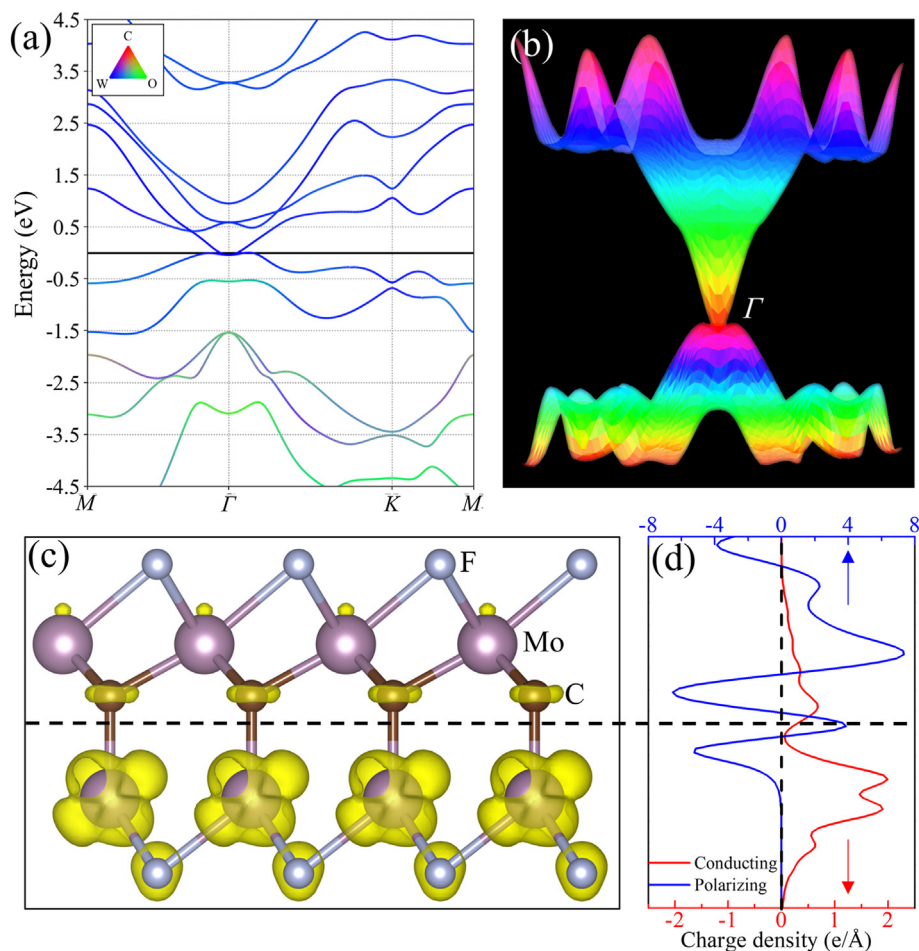 (a)
C
W O
Energy (eV)
4.5
3.5
2.5
1.5
0.5
-0.5
-1.5
-2.5
-3.5
-4.5
M̄ Γ̄ K̄ M
(b)
Γ
(c)
F
Mo
C
-8 -4 0 4 8
(d)
Conducting
Polarizing
-2 -1 0 1 2
Charge density (e/Å)